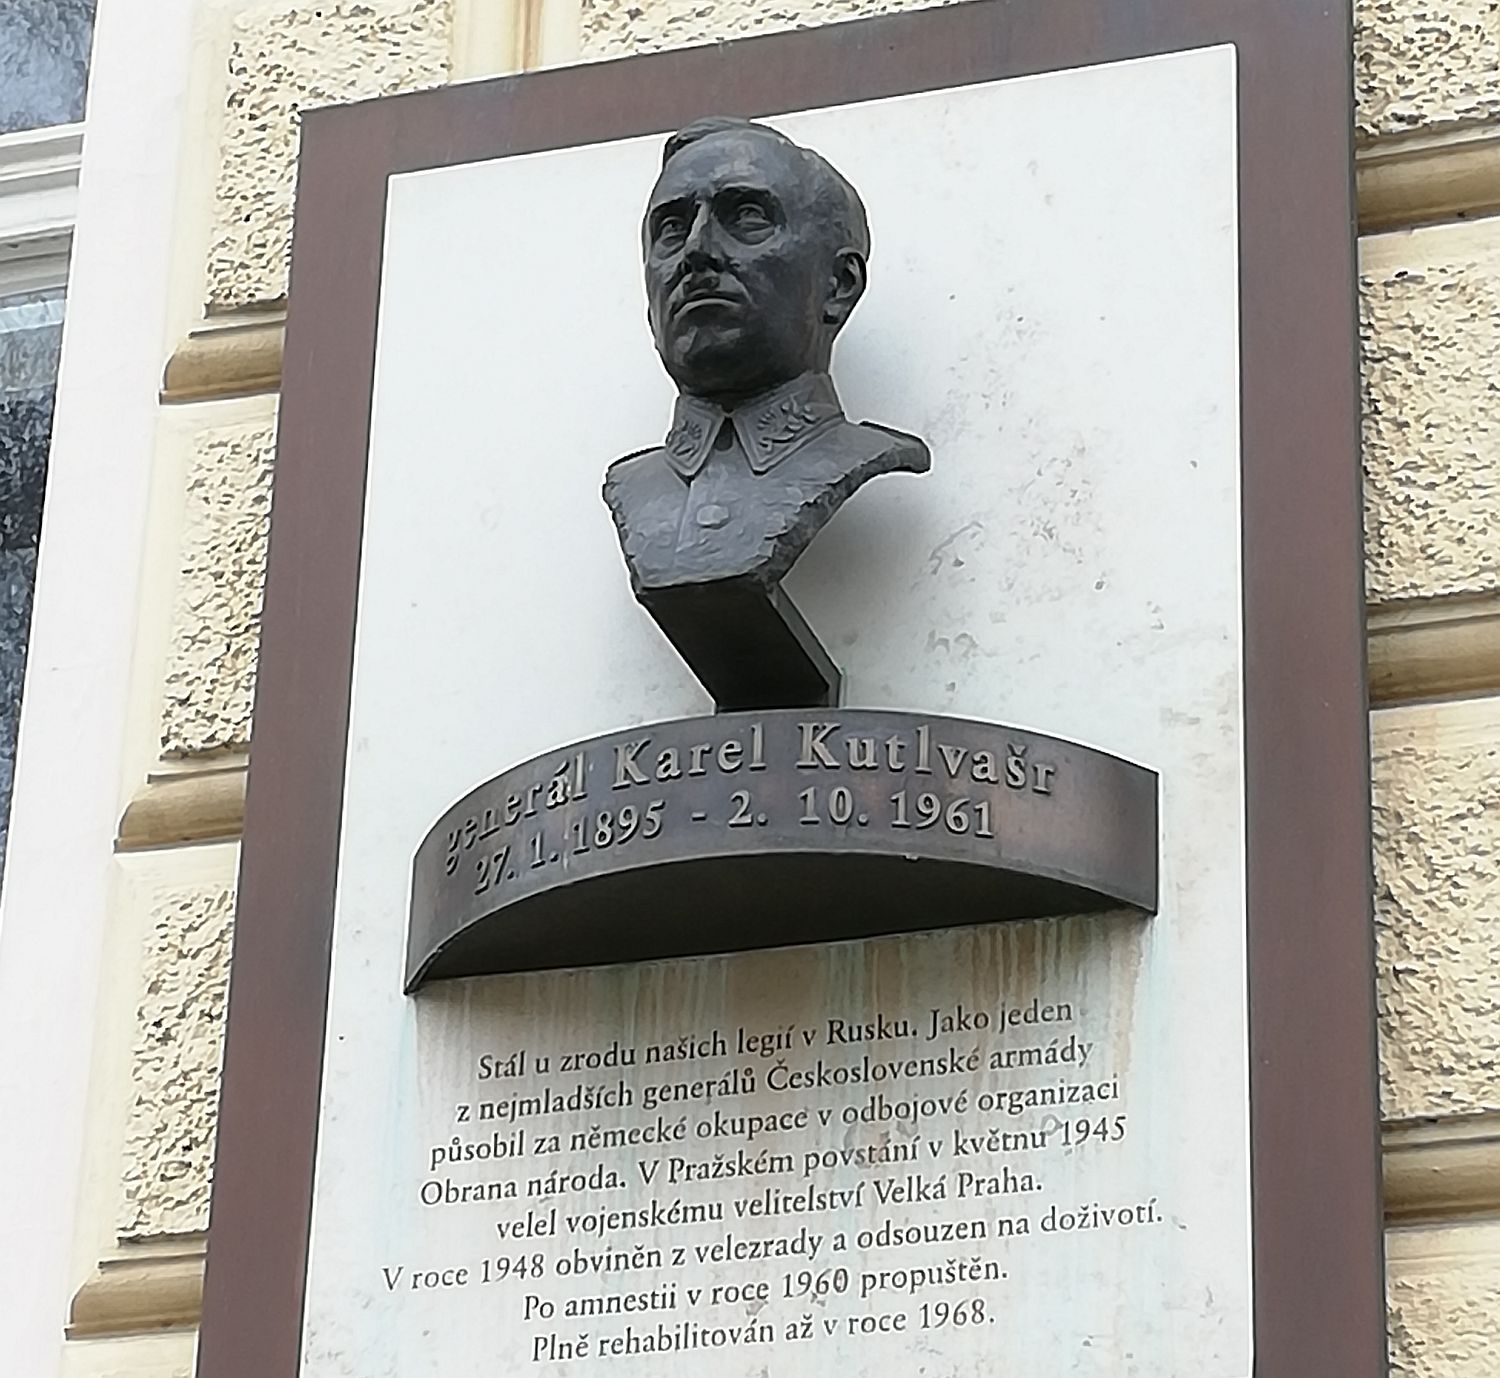 generál Karel Kutlvašr
27. 1. 1895 - 2. 10. 1961
Stál u zrodu našich legií v Rusku. Jako jeden
z nejmladších generálů Československé armády
působil za německé okupace v odbojové organizaci
Obrana národa. V Pražském povstání v květnu 1945
velel vojenskému velitelství Velká Praha.
V roce 1948 obviněn z velezrady a odsouzen na doživotí.
Po amnestii v roce 1960 propuštěn.
Plně rehabilitován až v roce 1968.